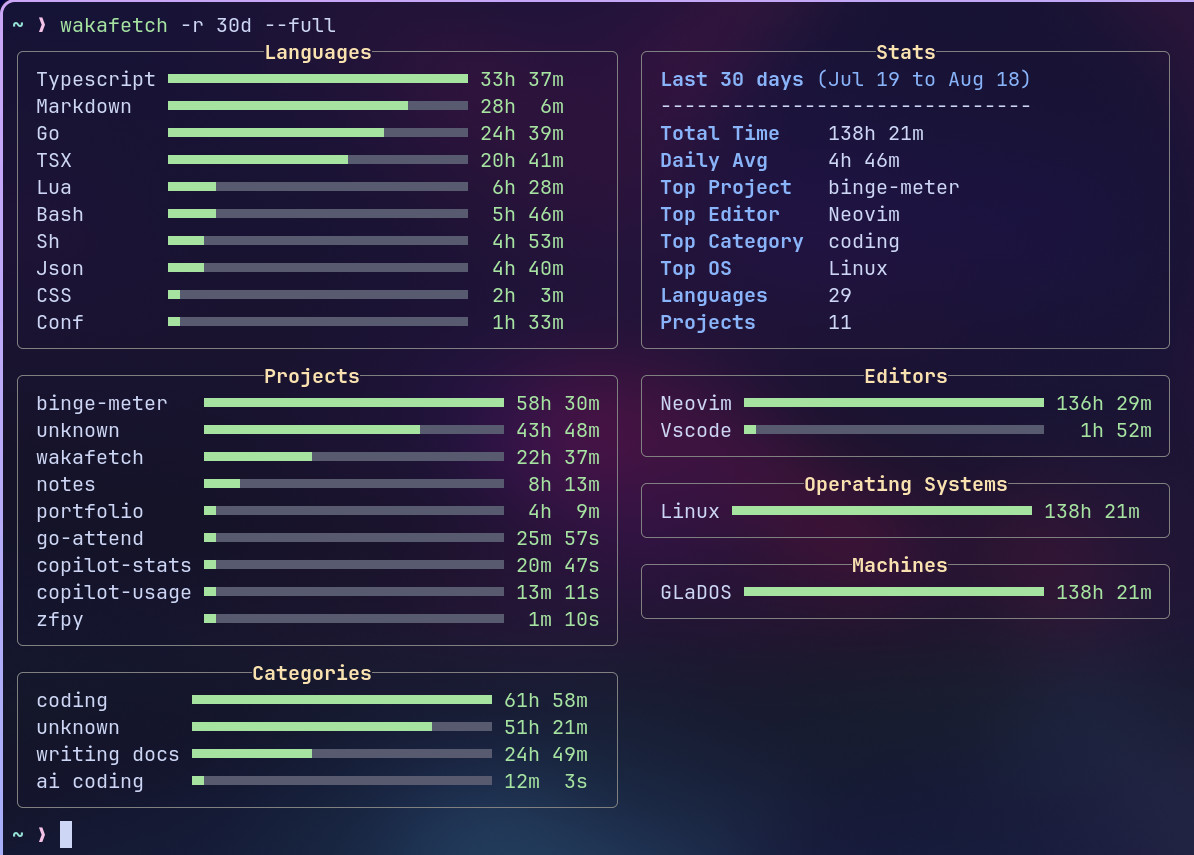 ~ ❯ wakafetch -r 30d --full
Languages
Typescript 33h 37m
Markdown 28h 6m
Go 24h 39m
TSX 20h 41m
Lua 6h 28m
Bash 5h 46m
Sh 4h 53m
Json 4h 40m
CSS 2h 3m
Conf 1h 33m
Stats
Last 30 days (Jul 19 to Aug 18)
-------------------------------
Total Time 138h 21m
Daily Avg 4h 46m
Top Project binge-meter
Top Editor Neovim
Top Category coding
Top OS Linux
Languages 29
Projects 11
Projects
binge-meter 58h 30m
unknown 43h 48m
wakafetch 22h 37m
notes 8h 13m
portfolio 4h 9m
go-attend 25m 57s
copilot-stats 20m 47s
copilot-usage 13m 11s
zfpy 1m 10s
Editors
Neovim 136h 29m
Vscode 1h 52m
Operating Systems
Linux 138h 21m
Machines
GLaDOS 138h 21m
Categories
coding 61h 58m
unknown 51h 21m
writing docs 24h 49m
ai coding 12m 3s
~ ❯